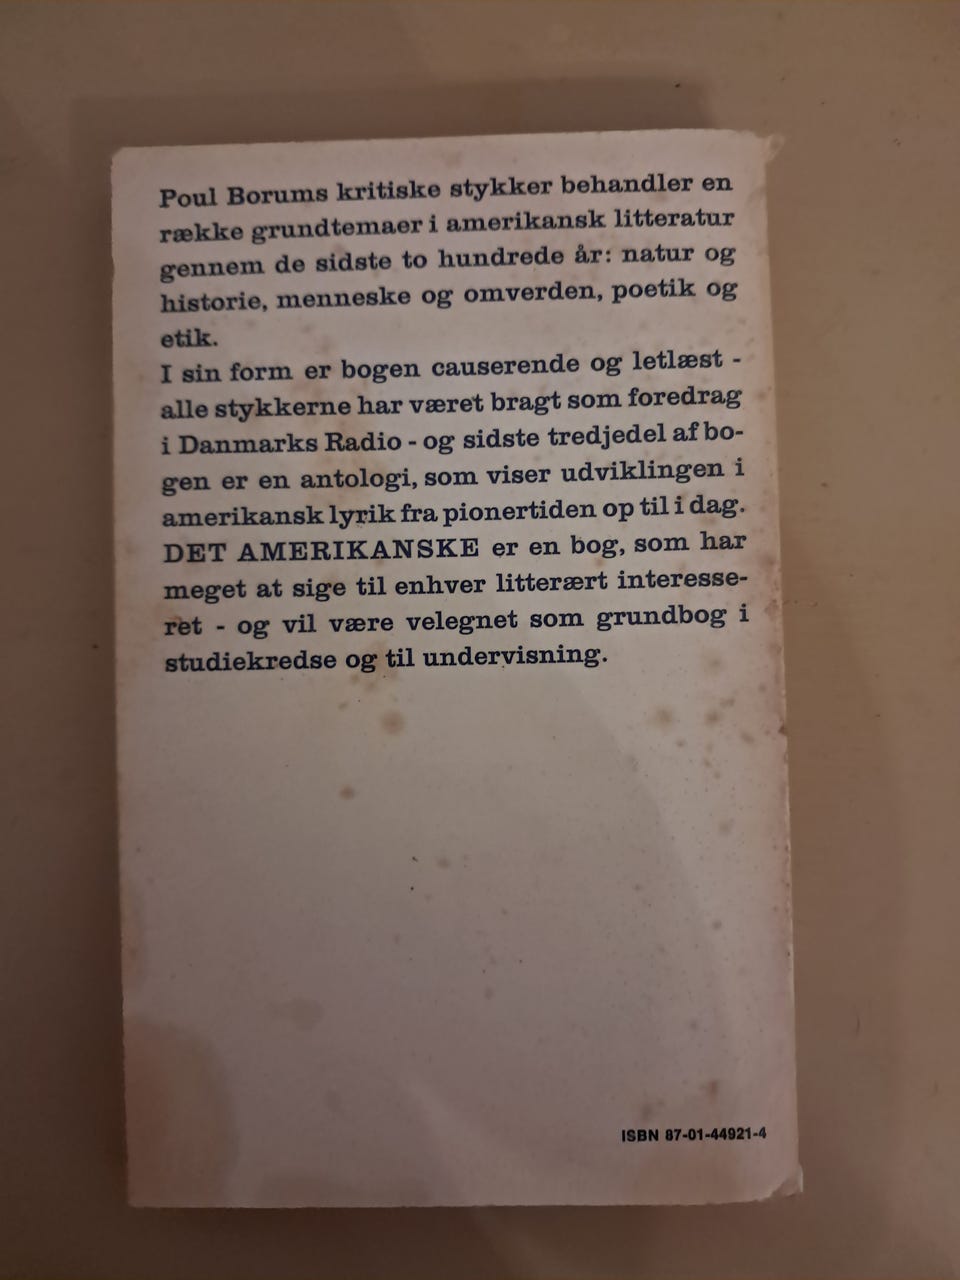 Poul Borums kritiske stykker behandler en
række grundtemaer i amerikansk litteratur
gennem de sidste to hundrede år: natur og
historie, menneske og omverden, poetik og
etik.
I sin form er bogen causerende og letlæst -
alle stykkerne har været bragt som foredrag
i Danmarks Radio - og sidste tredjedel af bo-
gen er en antologi, som viser udviklingen i
amerikansk lyrik fra pionertiden op til i dag.
DET AMERIKANSKE er en bog, som har
meget at sige til enhver litterært interesse-
ret - og vil være velegnet som grundbog i
studiekredse og til undervisning.
ISBN 87-01-44921-4